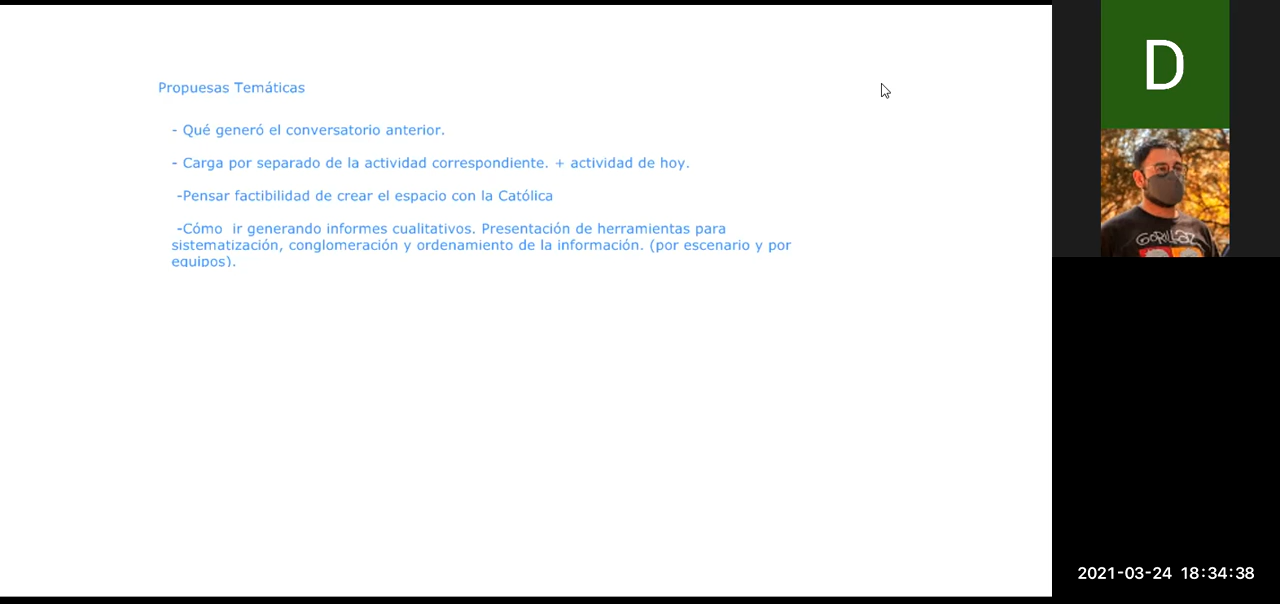 Propuesas Temáticas
- Qué generó el conversatorio anterior.
- Carga por separado de la actividad correspondiente. + actividad de hoy.
-Pensar factibilidad de crear el espacio con la Católica
-Cómo  ir generando informes cualitativos. Presentación de herramientas para
sistematización, conglomeración y ordenamiento de la información. (por escenario y por
equipos).
D
GORILLAZ
2021-03-24 18:34:38